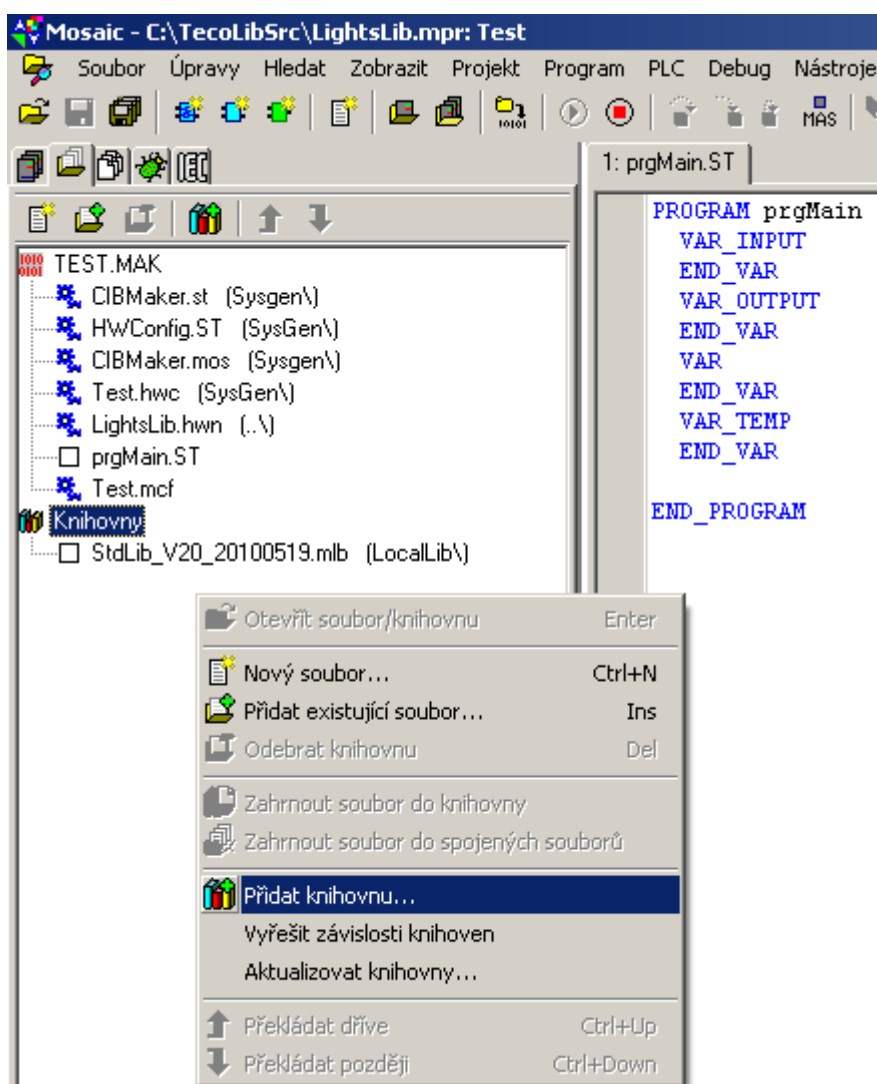 Mosaic - C:\TecoLibSrc\LightsLib.mpr: Test
Soubor Úpravy Hledat Zobrazit Projekt Program PLC Debug Nástroje
MAS
1: prgMain.ST
TEST.MAK
CIBMaker.st (Sysgen\)
HWConfig.ST (SysGen\)
CIBMaker.mos (Sysgen\)
Test.hwc (SysGen\)
LightsLib.hwn (..\)
prgMain.ST
Test.mcf
Knihovny
StdLib_V20_20100519.mlb (LocalLib\)
PROGRAM prgMain
VAR_INPUT
END_VAR
VAR_OUTPUT
END_VAR
VAR
END_VAR
VAR_TEMP
END_VAR
END_PROGRAM
Otevřít soubor/knihovnu Enter
Nový soubor... Ctrl+N
Přidat existující soubor... Ins
Odebrat knihovnu Del
Zahrnout soubor do knihovny
Zahrnout soubor do spojených souborů
Přidat knihovnu...
Vyřešit závislosti knihoven
Aktualizovat knihovny...
Překládat dříve Ctrl+Up
Překládat později Ctrl+Down